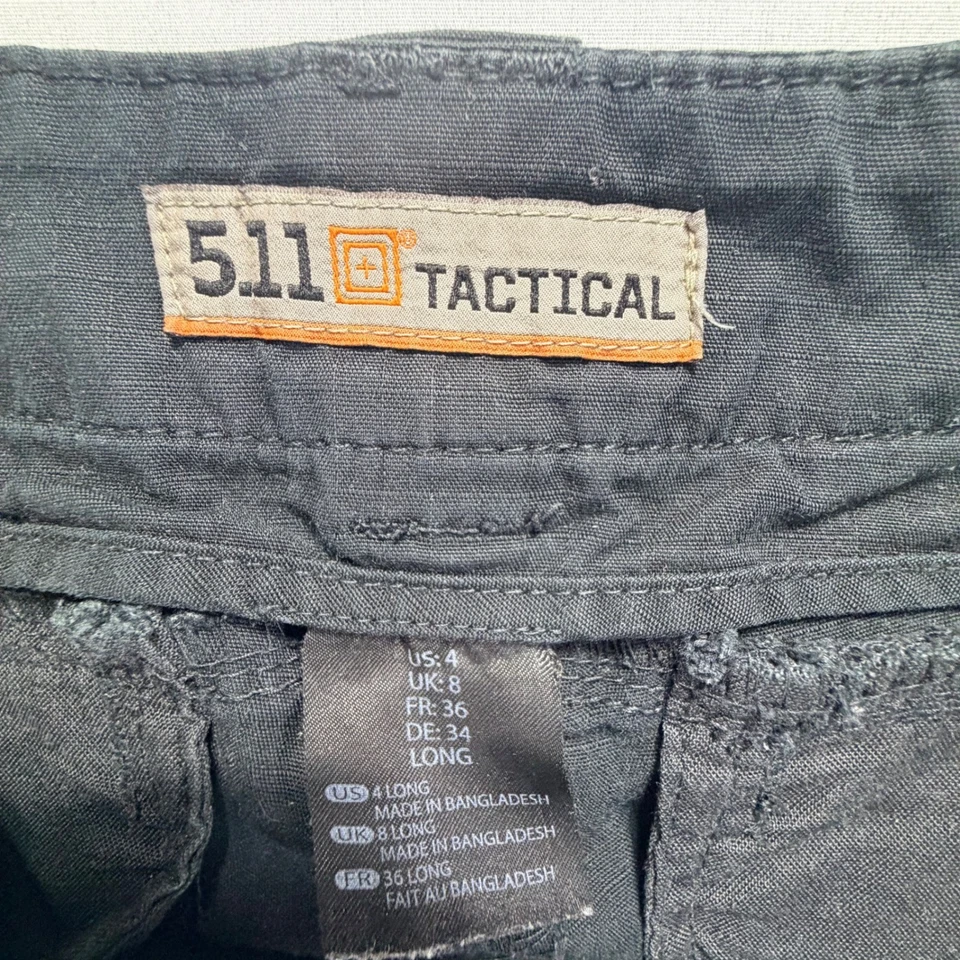 5.11® TACTICAL
US: 4
UK: 8
FR: 36
DE: 34
LONG
US 4 LONG
MADE IN BANGLADESH
UK 8 LONG
MADE IN BANGLADESH
FR 36 LONG
FAIT AU BANGLADESH